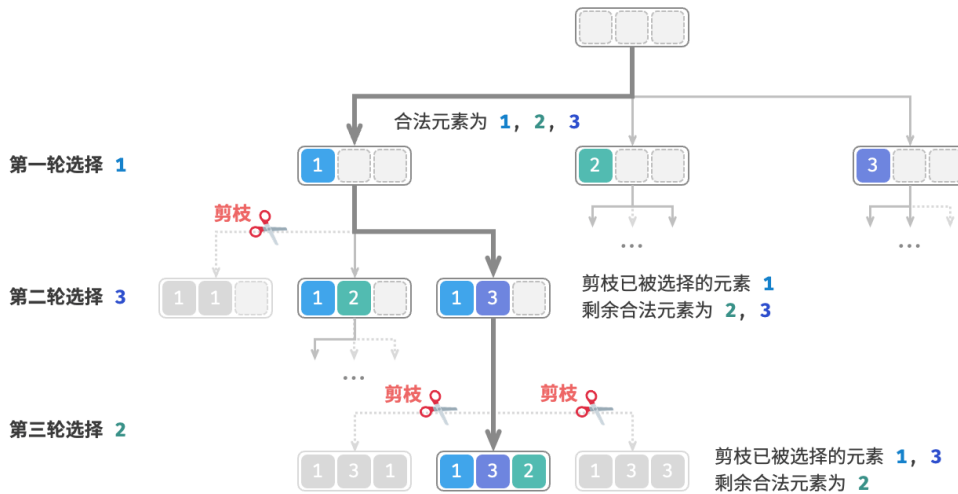 合法元素为 1, 2, 3
第一轮选择 1
1
2
3
剪枝
...
...
第二轮选择 3
1 1
1 2
1 3
剪枝已被选择的元素 1
剩余合法元素为 2, 3
...
剪枝
剪枝
第三轮选择 2
1 3 1
1 3 2
1 3 3
剪枝已被选择的元素 1, 3
剩余合法元素为 2